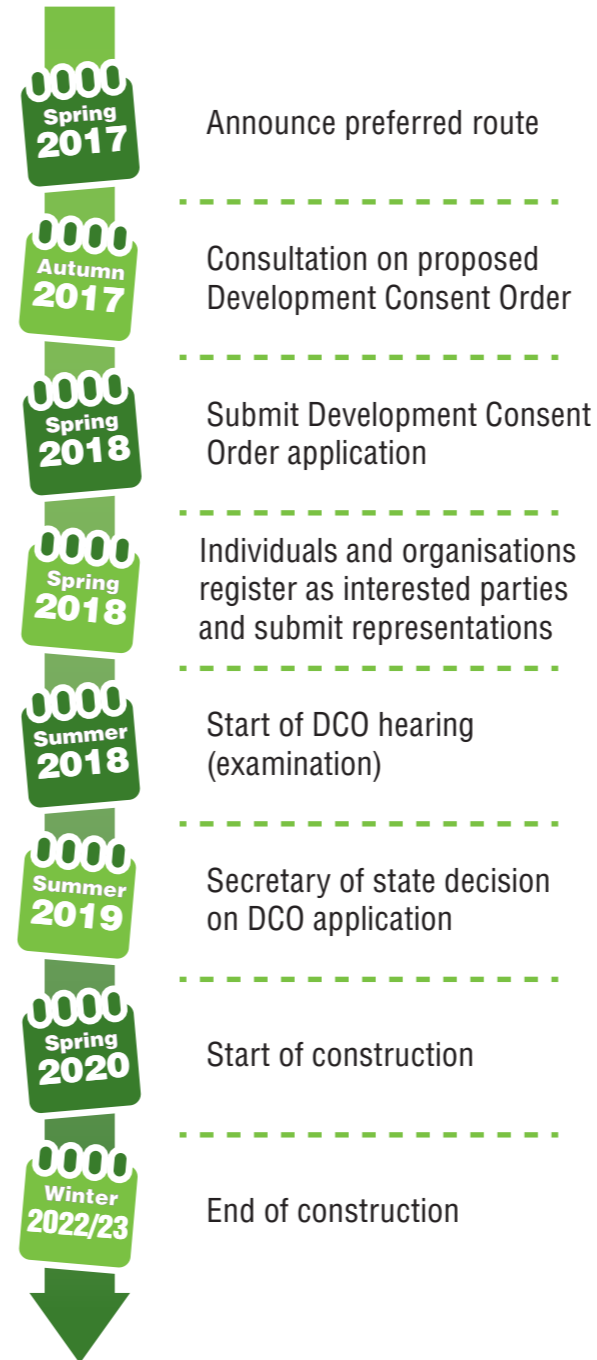 Spring
2017
Announce preferred route
Autumn
2017
Consultation on proposed
Development Consent Order
Spring
2018
Submit Development Consent
Order application
Spring
2018
Individuals and organisations
register as interested parties
and submit representations
Summer
2018
Start of DCO hearing
(examination)
Summer
2019
Secretary of state decision
on DCO application
Spring
2020
Start of construction
Winter
2022/23
End of construction